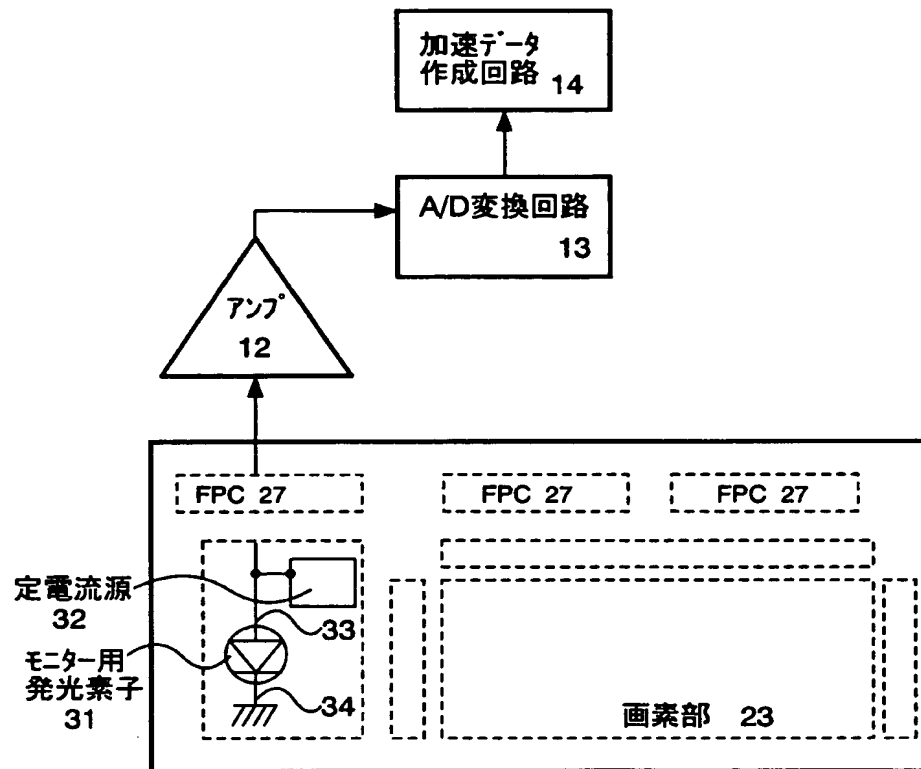 加速データ
作成回路 14
A/D変換回路
13
アンプ
12
FPC 27
FPC 27
FPC 27
定電流源
32
33
モニター用
発光素子
31
34
画素部 23